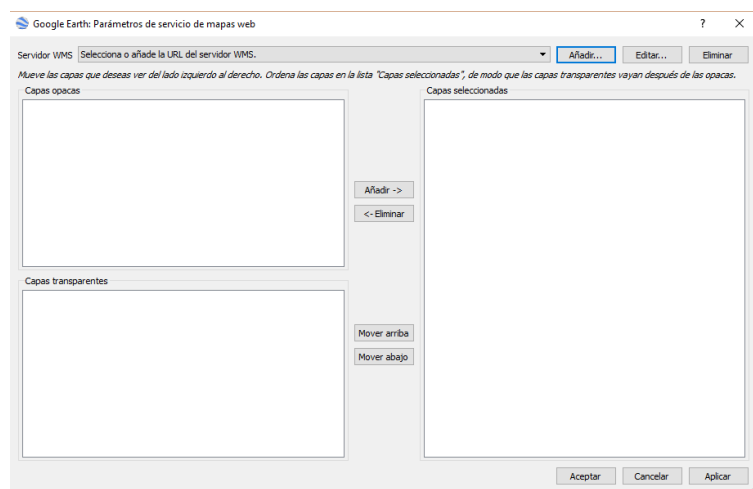 Google Earth: Parámetros de servicio de mapas web
Servidor WMS Selecciona o añade la URL del servidor WMS. Añadir... Editar... Eliminar
Mueve las capas que deseas ver del lado izquierdo al derecho. Ordena las capas en la lista "Capas seleccionadas", de modo que las capas transparentes vayan después de las opacas.
Capas opacas
Capas seleccionadas
Añadir ->
<- Eliminar
Capas transparentes
Mover arriba
Mover abajo
Aceptar Cancelar Aplicar